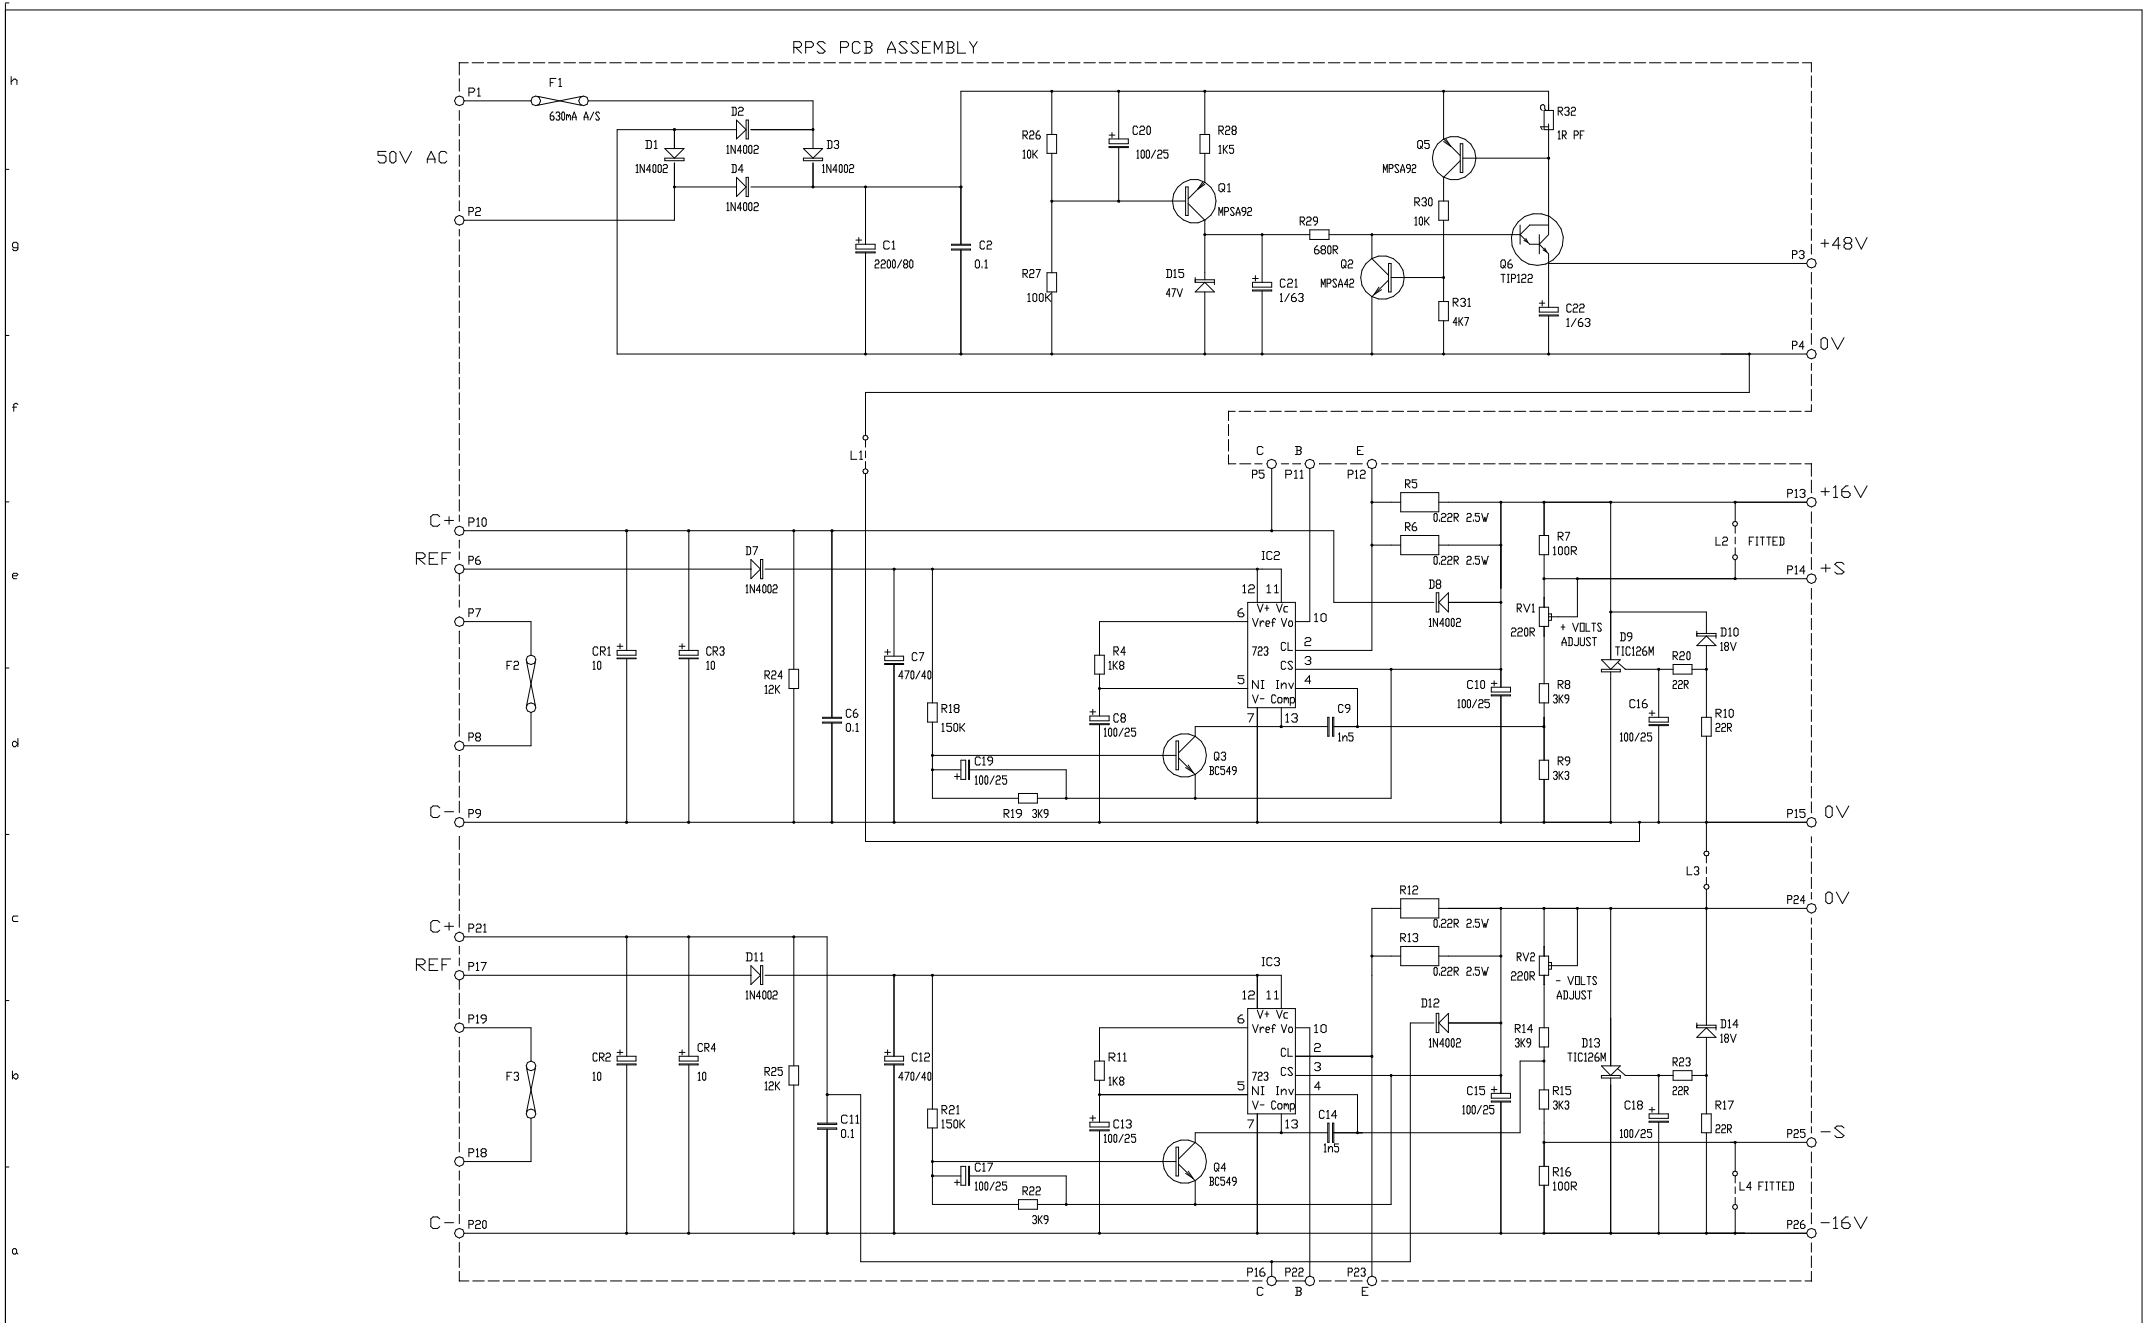 RPS PCB ASSEMBLY
h
g
f
e
d
c
b
a
P1
F1
630mA A/S
50V AC
P2
D1
1N4002
D2
1N4002
D3
1N4002
D4
1N4002
+
C1
2200/80
C2
0.1
R26
10K
R27
100K
+
C20
100/25
R28
1K5
Q1
MPSA92
D15
47V
+
C21
1/63
R29
680R
Q2
MPSA42
Q5
MPSA92
R30
10K
R31
4K7
R32
1R PF
Q6
TIP122
+
C22
1/63
P3
+48V
P4
0V
L1
C
B
E
P5
P11
P12
C+
P10
REF
P6
P7
F2
P8
C-
P9
+
CR1
10
+
CR3
10
D7
1N4002
R24
12K
C6
0.1
+
C7
470/40
R18
150K
+
C19
100/25
R19 3K9
R4
1K8
+
C8
100/25
Q3
BC549
IC2
12 11
V+ Vc
6
Vref Vo
10
2
CL
723
3
CS
5
NI Inv
4
V- Comp
7
13
C9
1n5
R5
0.22R 2.5W
R6
0.22R 2.5W
D8
1N4002
C10
+
100/25
R7
100R
RV1
220R
+ VOLTS
ADJUST
R8
3K9
R9
3K3
D9
TIC126M
C16
+
100/25
R20
22R
D10
18V
R10
22R
L2 FITTED
P13
+16V
P14
+S
P15
0V
L3
C+
P21
REF
P17
P19
F3
P18
C-
P20
+
CR2
10
+
CR4
10
D11
1N4002
R25
12K
C11
0.1
+
C12
470/40
R21
150K
+
C17
100/25
R22
3K9
R11
1K8
+
C13
100/25
Q4
BC549
IC3
12 11
V+ Vc
6
Vref Vo
10
2
CL
723
3
CS
5
NI Inv
4
V- Comp
7
13
C14
1n5
R12
0.22R 2.5W
R13
0.22R 2.5W
D12
1N4002
C15
+
100/25
RV2
220R
- VOLTS
ADJUST
R14
3K9
R15
3K3
R16
100R
D13
TIC126M
C18
+
100/25
R23
22R
D14
18V
R17
22R
L4 FITTED
P24
0V
P25
-S
P26
-16V
P16
P22
P23
C
B
E